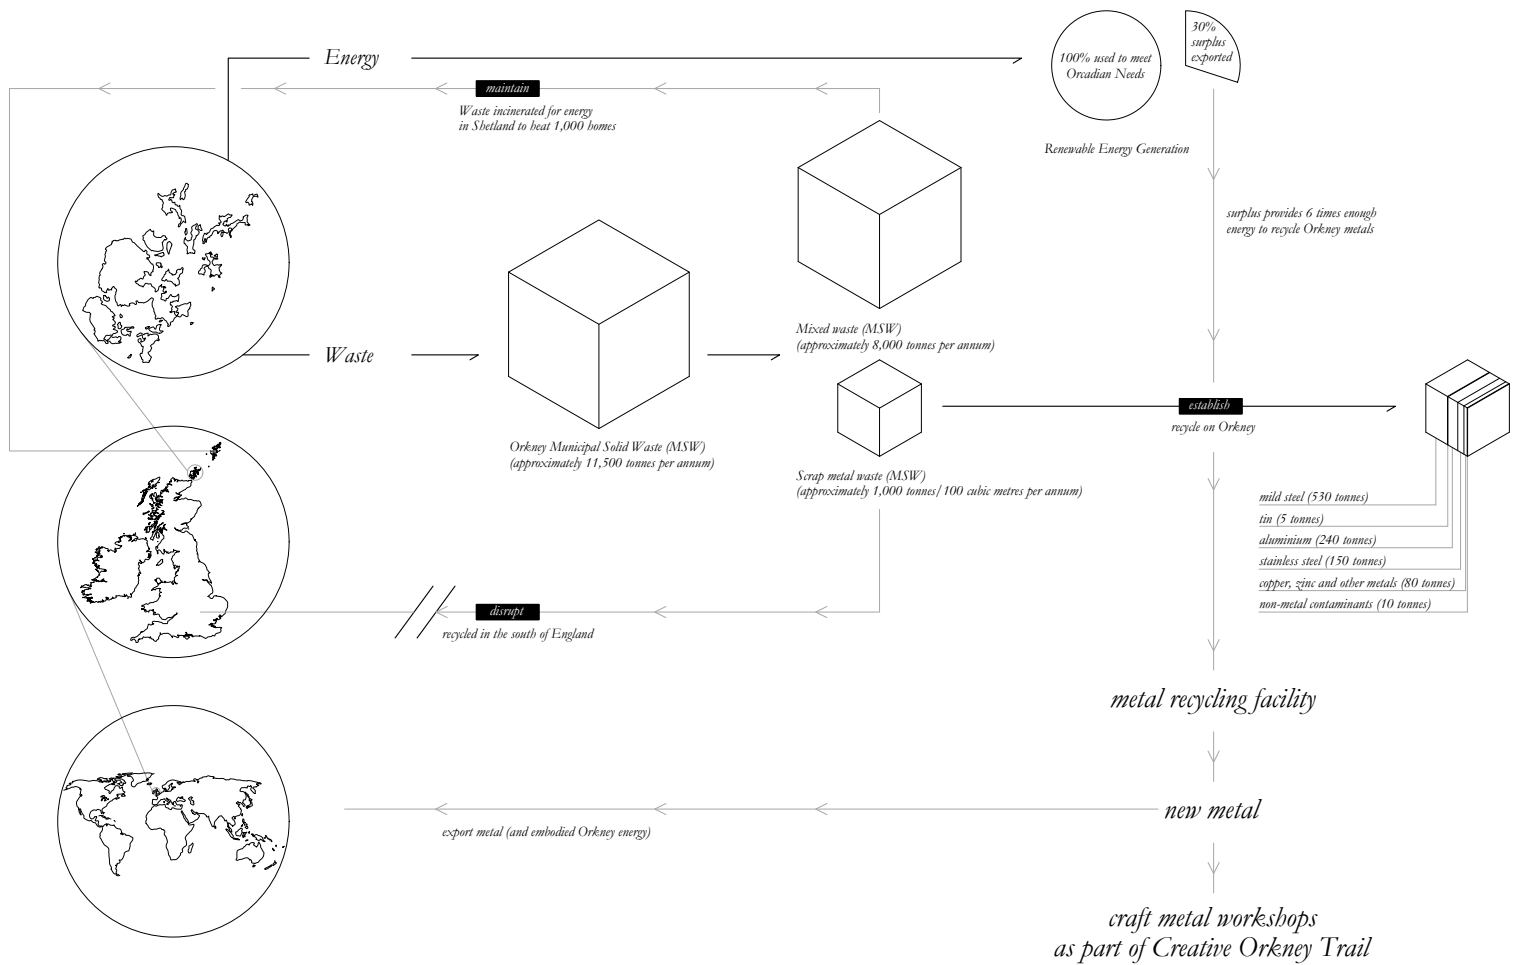 Energy
100% used to meet
Orcadian Needs
30%
surplus
exported
maintain
Waste incinerated for energy
in Shetland to heat 1,000 homes
Renewable Energy Generation
surplus provides 6 times enough
energy to recycle Orkney metals
Mixed waste (MSW)
(approximately 8,000 tonnes per annum)
Waste
Orkney Municipal Solid Waste (MSW)
(approximately 11,500 tonnes per annum)
establish
recycle on Orkney
Scrap metal waste (MSW)
(approximately 1,000 tonnes/100 cubic metres per annum)
mild steel (530 tonnes)
tin (5 tonnes)
aluminium (240 tonnes)
stainless steel (150 tonnes)
copper, zinc and other metals (80 tonnes)
non-metal contaminants (10 tonnes)
disrupt
recycled in the south of England
metal recycling facility
new metal
export metal (and embodied Orkney energy)
craft metal workshops
as part of Creative Orkney Trail